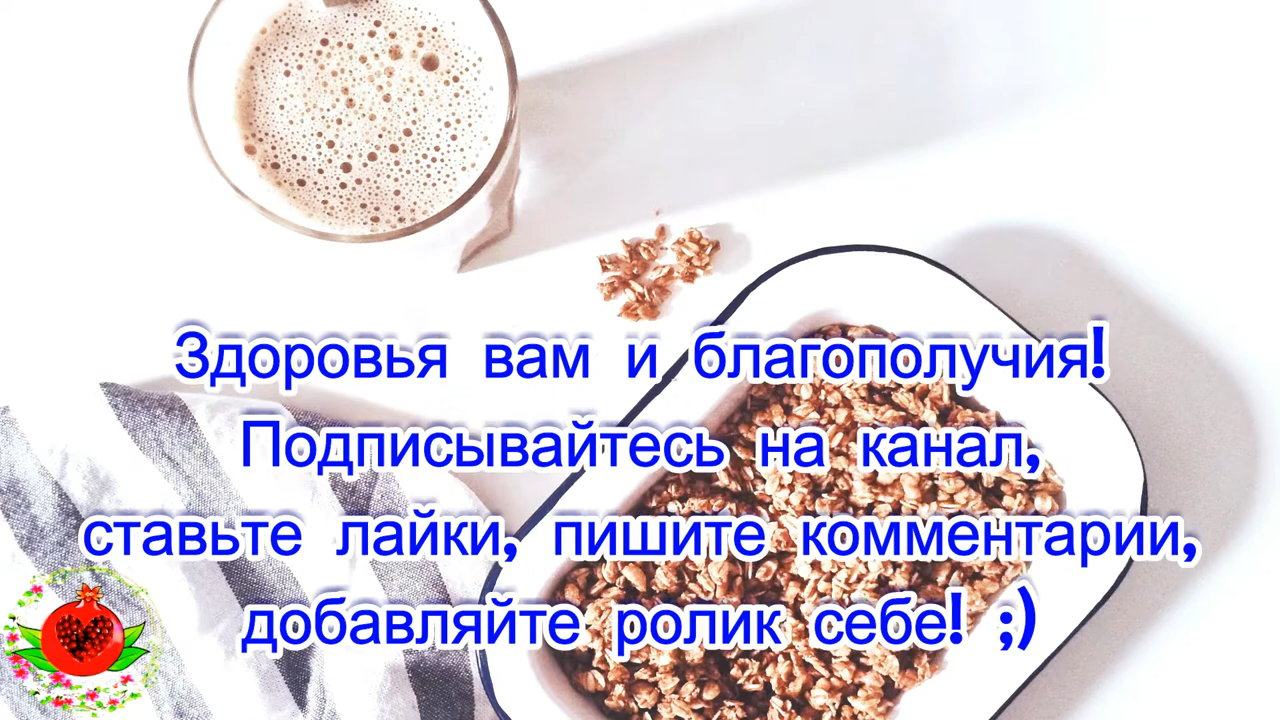 Здоровья вам и благополучия!
Подписывайтесь на канал,
ставьте лайки, пишите комментарии,
добавляйте ролик себе! ;)